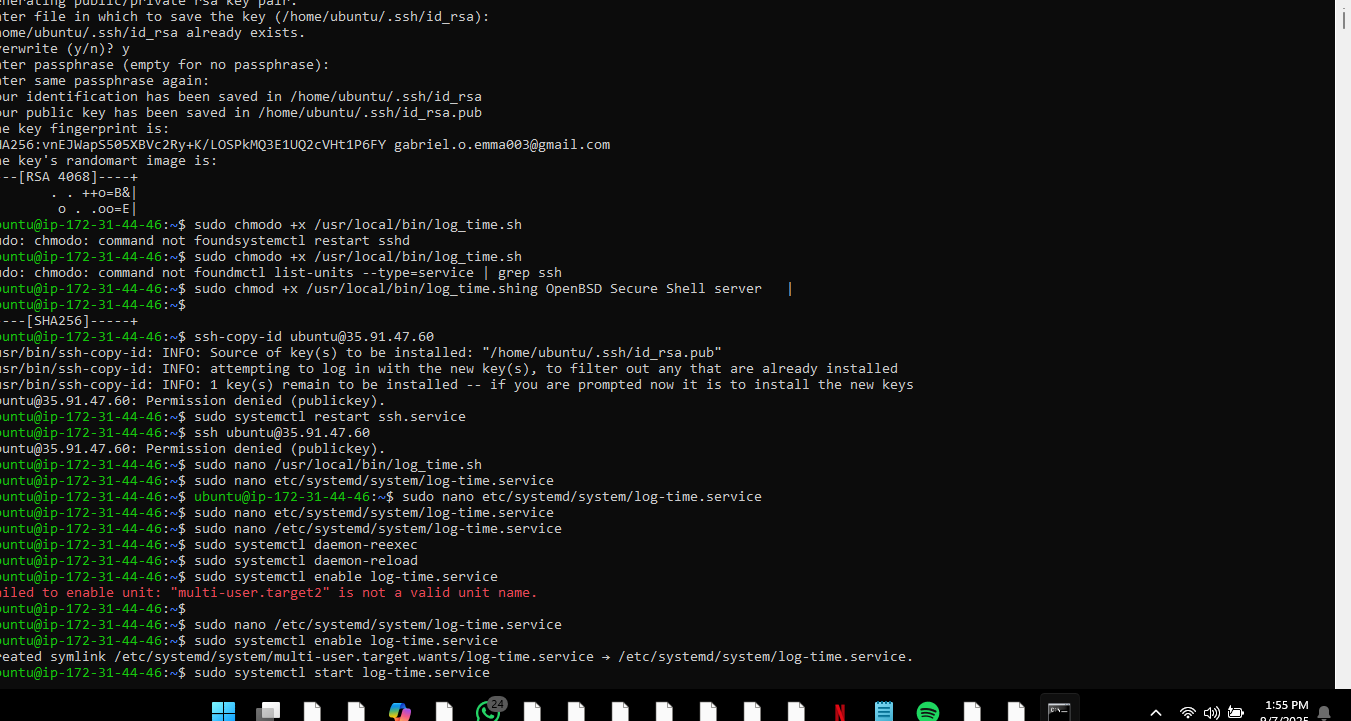 enerating public/private rsa key pair.
nter file in which to save the key (/home/ubuntu/.ssh/id_rsa):
home/ubuntu/.ssh/id_rsa already exists.
verwrite (y/n)? y
nter passphrase (empty for no passphrase):
nter same passphrase again:
our identification has been saved in /home/ubuntu/.ssh/id_rsa
our public key has been saved in /home/ubuntu/.ssh/id_rsa.pub
he key fingerprint is:
HA256:vnEJWapS505XBVc2Ry+K/LOSPkMQ3E1UQ2cVHt1P6FY gabriel.o.emma003@gmail.com
he key's randomart image is:
---[RSA 4068]----+
. . ++o=B&|
o . .oo=E|
buntu@ip-172-31-44-46:~$ sudo chmodo +x /usr/local/bin/log_time.sh
udo: chmodo: command not foundsystemctl restart sshd
buntu@ip-172-31-44-46:~$ sudo chmodo +x /usr/local/bin/log_time.sh
udo: chmodo: command not foundmctl list-units --type=service | grep ssh
buntu@ip-172-31-44-46:~$ sudo chmod +x /usr/local/bin/log_time.shing OpenBSD Secure Shell server |
buntu@ip-172-31-44-46:~$
----[SHA256]-----+
buntu@ip-172-31-44-46:~$ ssh-copy-id ubuntu@35.91.47.60
usr/bin/ssh-copy-id: INFO: Source of key(s) to be installed: "/home/ubuntu/.ssh/id_rsa.pub"
usr/bin/ssh-copy-id: INFO: attempting to log in with the new key(s), to filter out any that are already installed
usr/bin/ssh-copy-id: INFO: 1 key(s) remain to be installed -- if you are prompted now it is to install the new keys
buntu@35.91.47.60: Permission denied (publickey).
buntu@ip-172-31-44-46:~$ sudo systemctl restart ssh.service
buntu@ip-172-31-44-46:~$ ssh ubuntu@35.91.47.60
buntu@35.91.47.60: Permission denied (publickey).
buntu@ip-172-31-44-46:~$ sudo nano /usr/local/bin/log_time.sh
buntu@ip-172-31-44-46:~$ sudo nano etc/systemd/system/log-time.service
buntu@ip-172-31-44-46:~$ ubuntu@ip-172-31-44-46:~$ sudo nano etc/systemd/system/log-time.service
buntu@ip-172-31-44-46:~$ sudo nano etc/systemd/system/log-time.service
buntu@ip-172-31-44-46:~$ sudo nano /etc/systemd/system/log-time.service
buntu@ip-172-31-44-46:~$ sudo systemctl daemon-reexec
buntu@ip-172-31-44-46:~$ sudo systemctl daemon-reload
buntu@ip-172-31-44-46:~$ sudo systemctl enable log-time.service
ailed to enable unit: "multi-user.target2" is not a valid unit name.
buntu@ip-172-31-44-46:~$
buntu@ip-172-31-44-46:~$ sudo nano /etc/systemd/system/log-time.service
buntu@ip-172-31-44-46:~$ sudo systemctl enable log-time.service
reated symlink /etc/systemd/system/multi-user.target.wants/log-time.service → /etc/systemd/system/log-time.service.
buntu@ip-172-31-44-46:~$ sudo systemctl start log-time.service
24
1:55 PM
9/7/2025